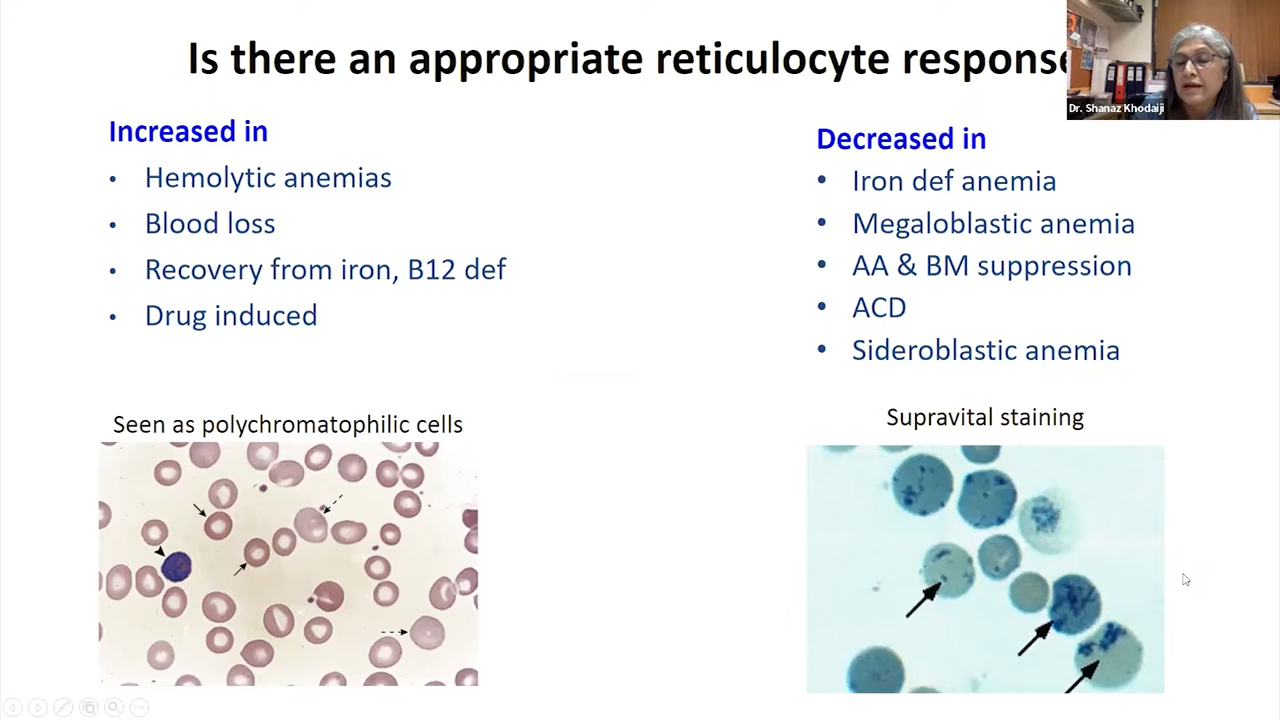 Is there an appropriate reticulocyte response
Dr. Shanaz Khodaiji
Increased in
• Hemolytic anemias
• Blood loss
• Recovery from iron, B12 def
• Drug induced
Decreased in
• Iron def anemia
• Megaloblastic anemia
• AA & BM suppression
• ACD
• Sideroblastic anemia
Seen as polychromatophilic cells
Supravital staining